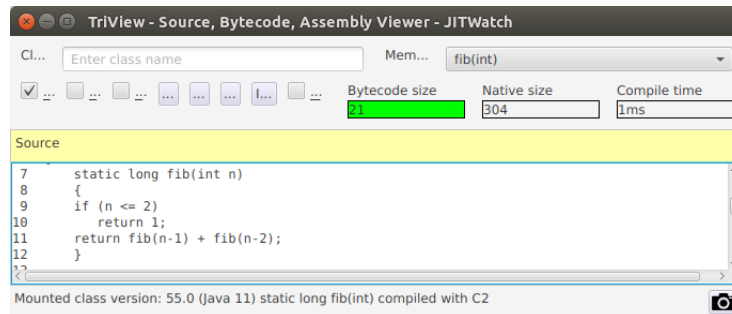 TriView - Source, Bytecode, Assembly Viewer - JITWatch
Cl... Enter class name Mem... fib(int)
... ... ... ... ... ... I... ... Bytecode size Native size Compile time
21 304 1ms
Source
7 static long fib(int n)
8 {
9 if (n <= 2)
10 return 1;
11 return fib(n-1) + fib(n-2);
12 }
Mounted class version: 55.0 (Java 11) static long fib(int) compiled with C2